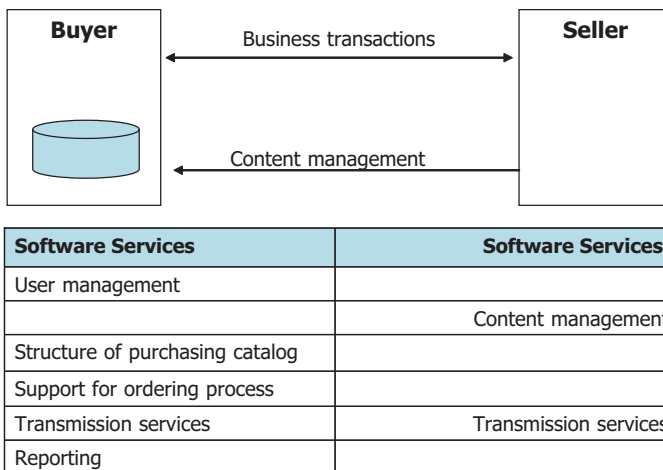 Buyer
Business transactions
Seller
Content management
Software Services Software Services
User management
Content management
Structure of purchasing catalog
Support for ordering process
Transmission services Transmission services
Reporting